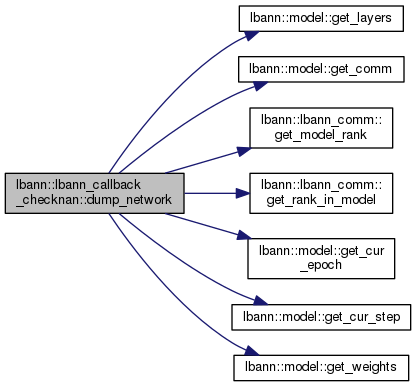 lbann::model::get_layers
lbann::model::get_comm
lbann::lbann_comm::
get_model_rank
lbann::lbann_callback
_checknan::dump_network
lbann::lbann_comm::
get_rank_in_model
lbann::model::get_cur
_epoch
lbann::model::get_cur_step
lbann::model::get_weights